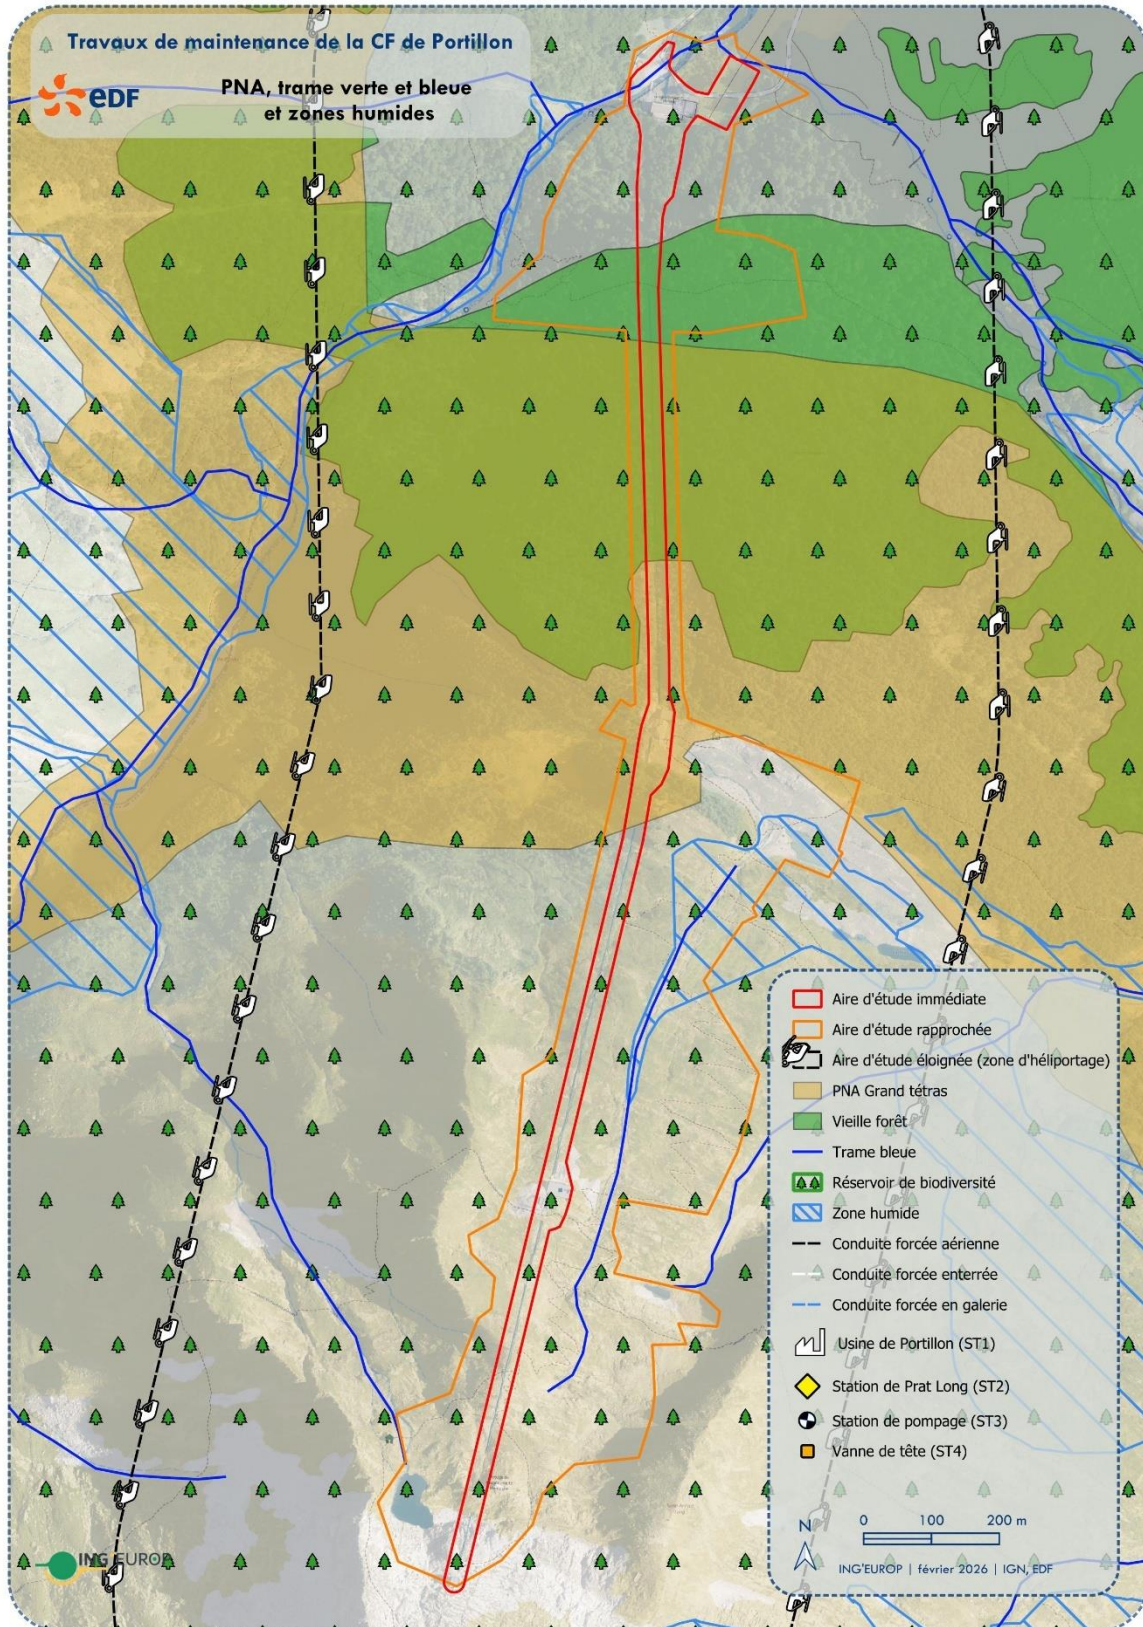 Travaux de maintenance de la CF de Portillon
eDF
PNA, trame verte et bleue
et zones humides
Aire d'étude immédiate
Aire d'étude rapprochée
Aire d'étude éloignée (zone d'héliportage)
PNA Grand tétras
Vieille forêt
Trame bleue
Réservoir de biodiversité
Zone humide
Conduite forcée aérienne
Conduite forcée enterrée
Conduite forcée en galerie
Usine de Portillon (ST1)
Station de Prat Long (ST2)
Station de pompage (ST3)
Vanne de tête (ST4)
N
0 100 200 m
ING'EUROP | février 2026 | IGN, EDF
ING'EUROP